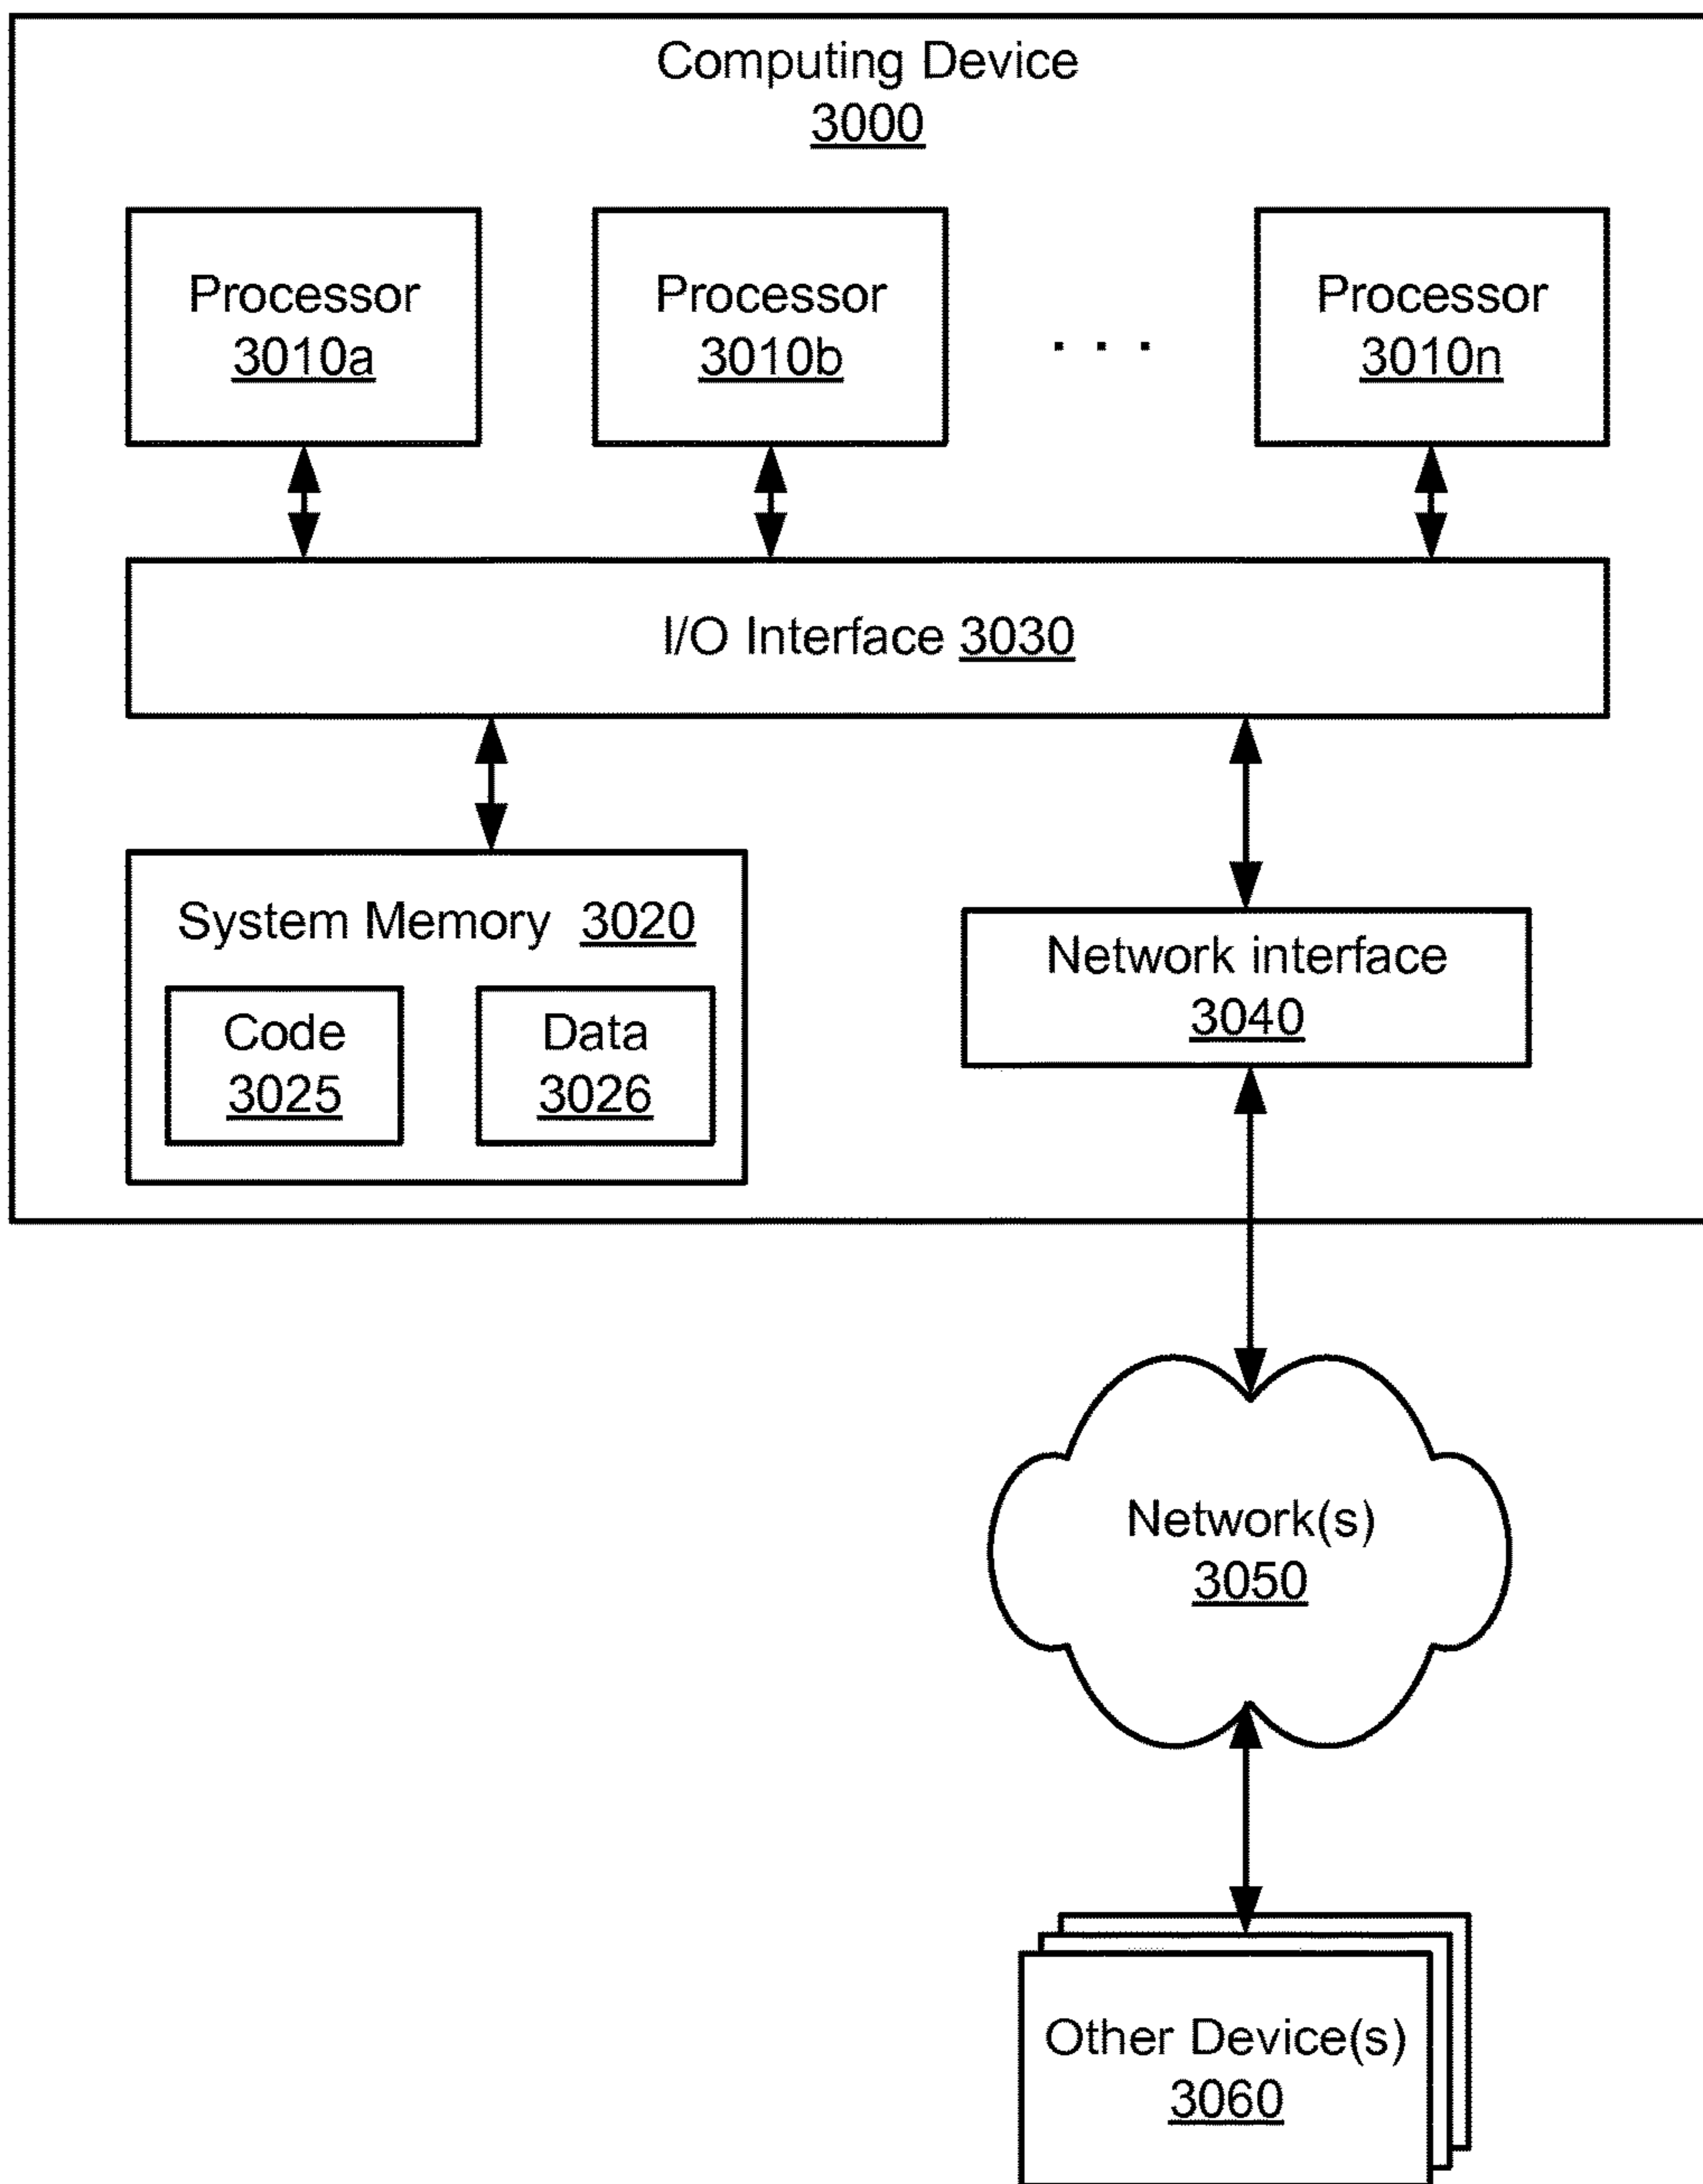 Computing Device
3000
Processor
3010a
Processor
3010b
. . .
Processor
3010n
I/O Interface 3030
System Memory 3020
Code
3025
Data
3026
Network interface
3040
Network(s)
3050
Other Device(s)
3060